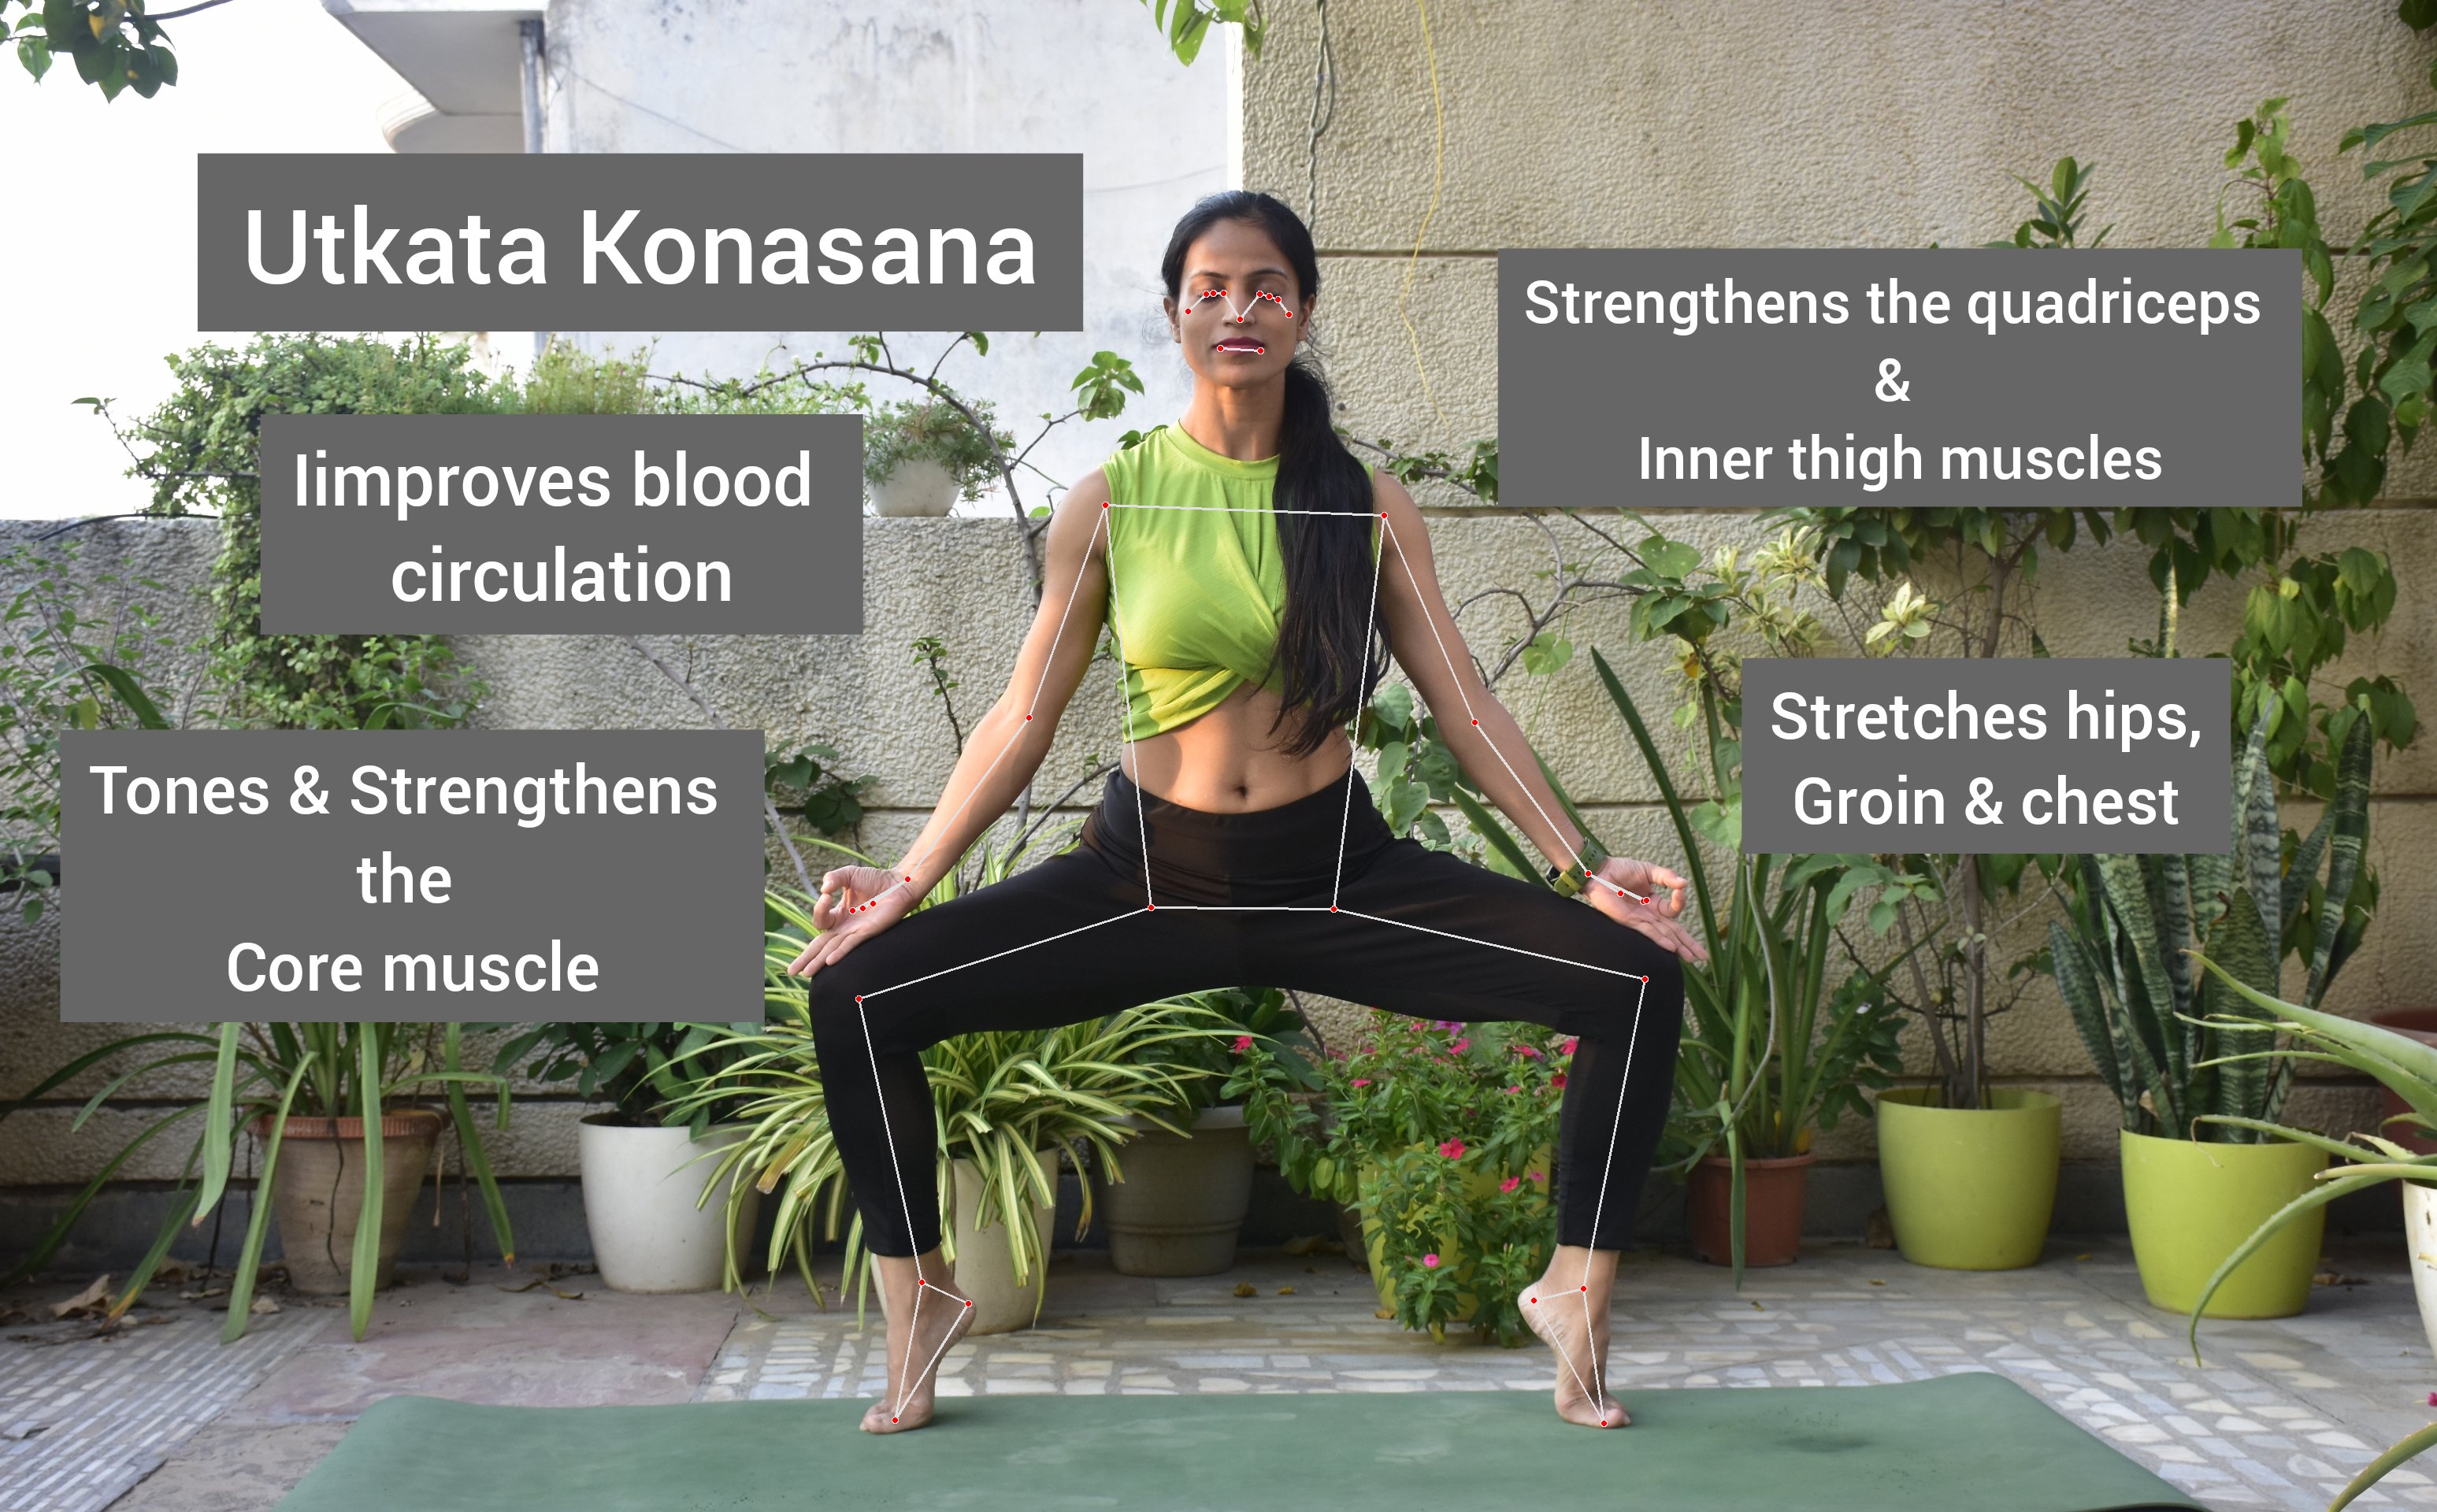 Utkata Konasana
Iimproves blood
circulation
Tones & Strengthens
the
Core muscle
Strengthens the quadriceps
&
Inner thigh muscles
Stretches hips,
Groin & chest